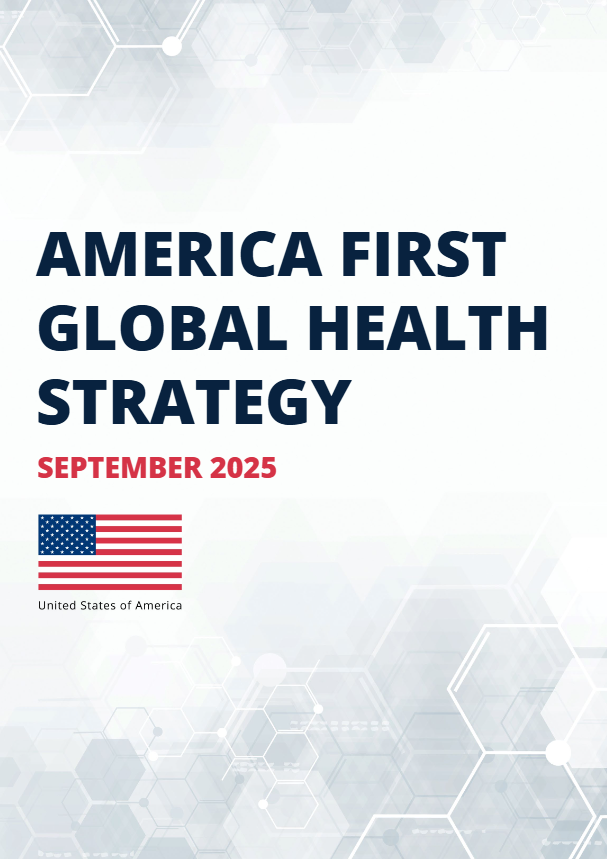 AMERICA FIRST
GLOBAL HEALTH
STRATEGY
SEPTEMBER 2025
United States of America